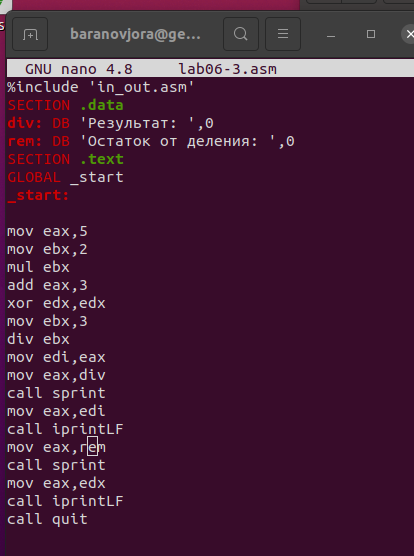 baranovjora@ge...
GNU nano 4.8 lab06-3.asm
%include 'in_out.asm'
SECTION .data
div: DB 'Результат: ',0
rem: DB 'Остаток от деления: ',0
SECTION .text
GLOBAL _start
_start:
mov eax,5
mov ebx,2
mul ebx
add eax,3
xor edx,edx
mov ebx,3
div ebx
mov edi,eax
mov eax,div
call sprint
mov eax,edi
call iprintLF
mov eax,rem
call sprint
mov eax,edx
call iprintLF
call quit